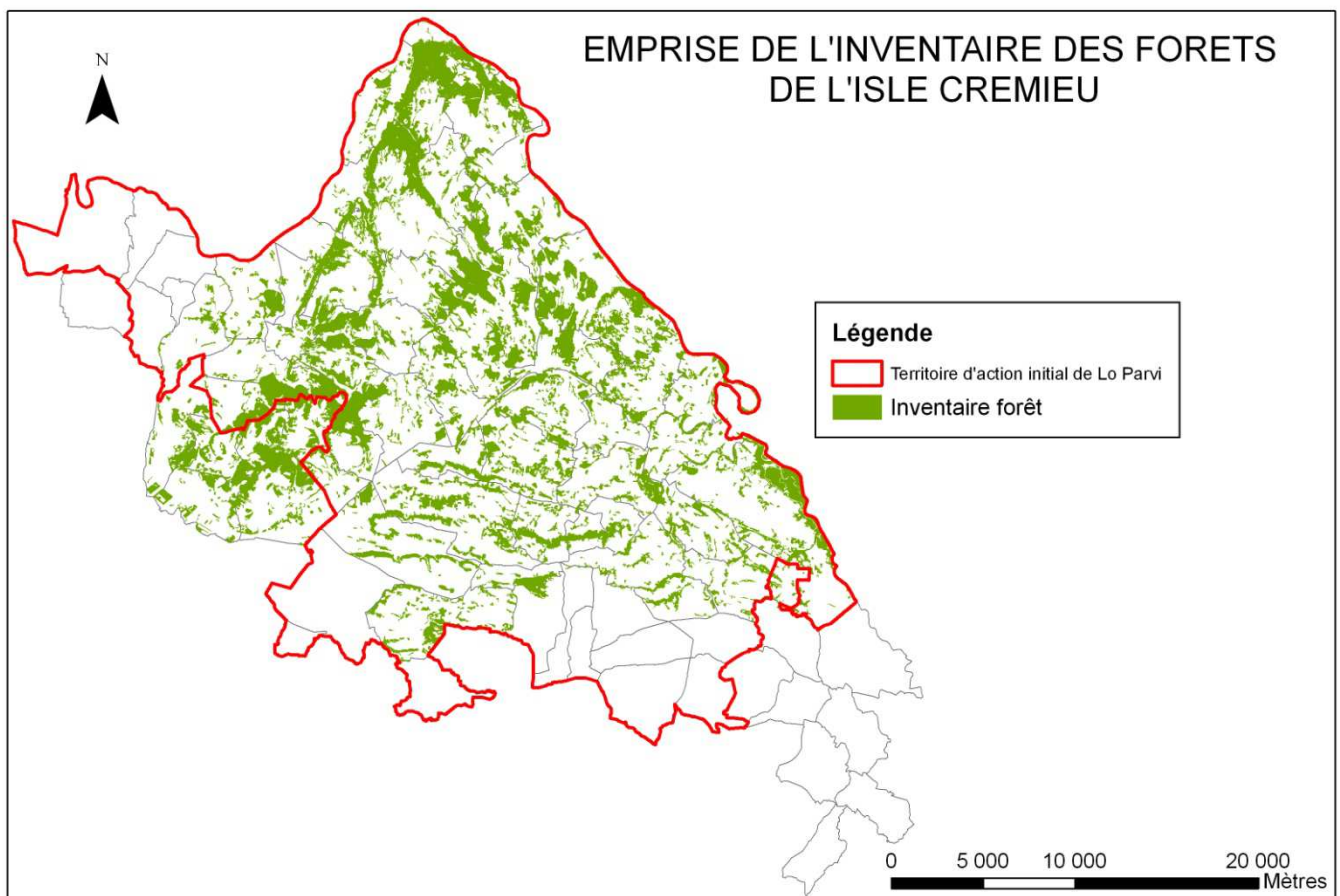 EMPRISE DE L'INVENTAIRE DES FORETS
DE L'ISLE CREMIEU
N
Légende
Territoire d'action initial de Lo Parvi
Inventaire forêt
0 5 000 10 000 20 000
Mètres